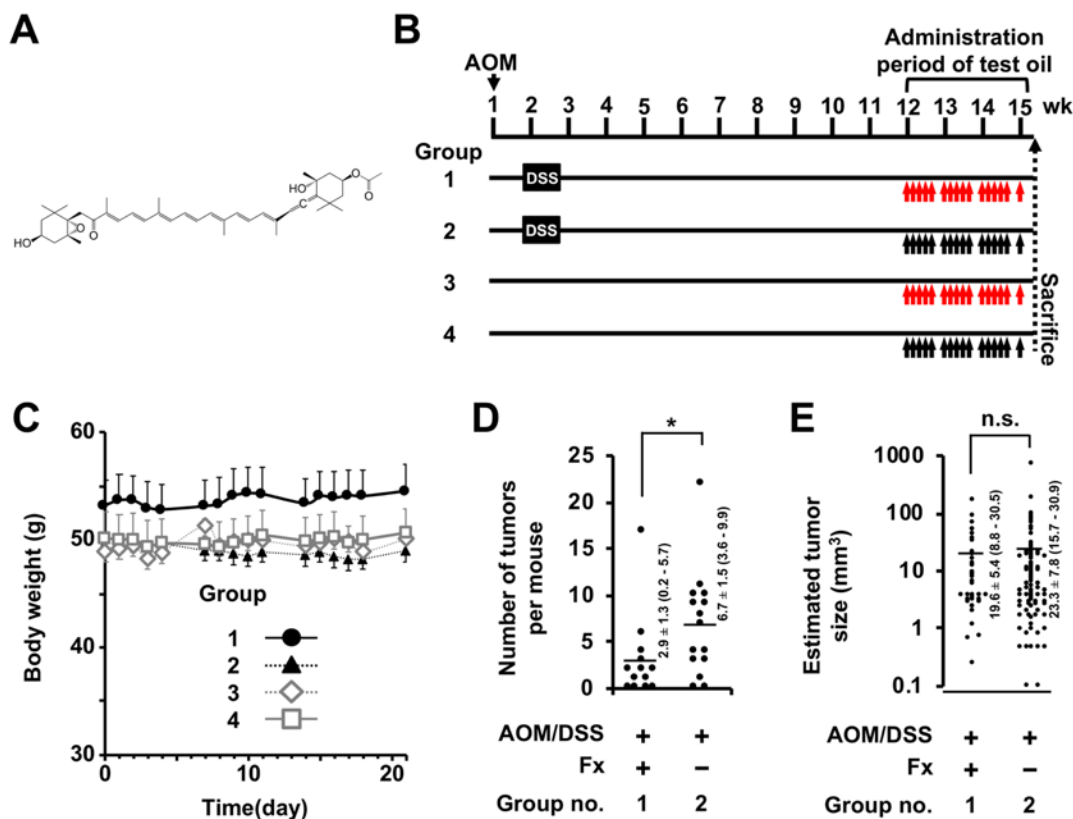 A
HO
O
O
C
HO
O
O
B
Administration
period of test oil
AOM
1 2 3 4 5 6 7 8 9 10 11 12 13 14 15 wk
Group
1
DSS
2
DSS
3
4
Sacrifice
C
60
50
40
30
Body weight (g)
0 10 20
Time(day)
Group
1
2
3
4
D
*
25
20
15
10
5
0
Number of tumors
per mouse
2.9 ± 1.3 (0.2 - 5.7)
6.7 ± 1.5 (3.6 - 9.9)
AOM/DSS + +
Fx + −
Group no. 1 2
E
n.s.
1000
100
10
1
0.1
Estimated tumor
size (mm³)
19.6 ± 5.4 (8.8 - 30.5)
23.3 ± 7.8 (15.7 - 30.9)
AOM/DSS + +
Fx + −
Group no. 1 2